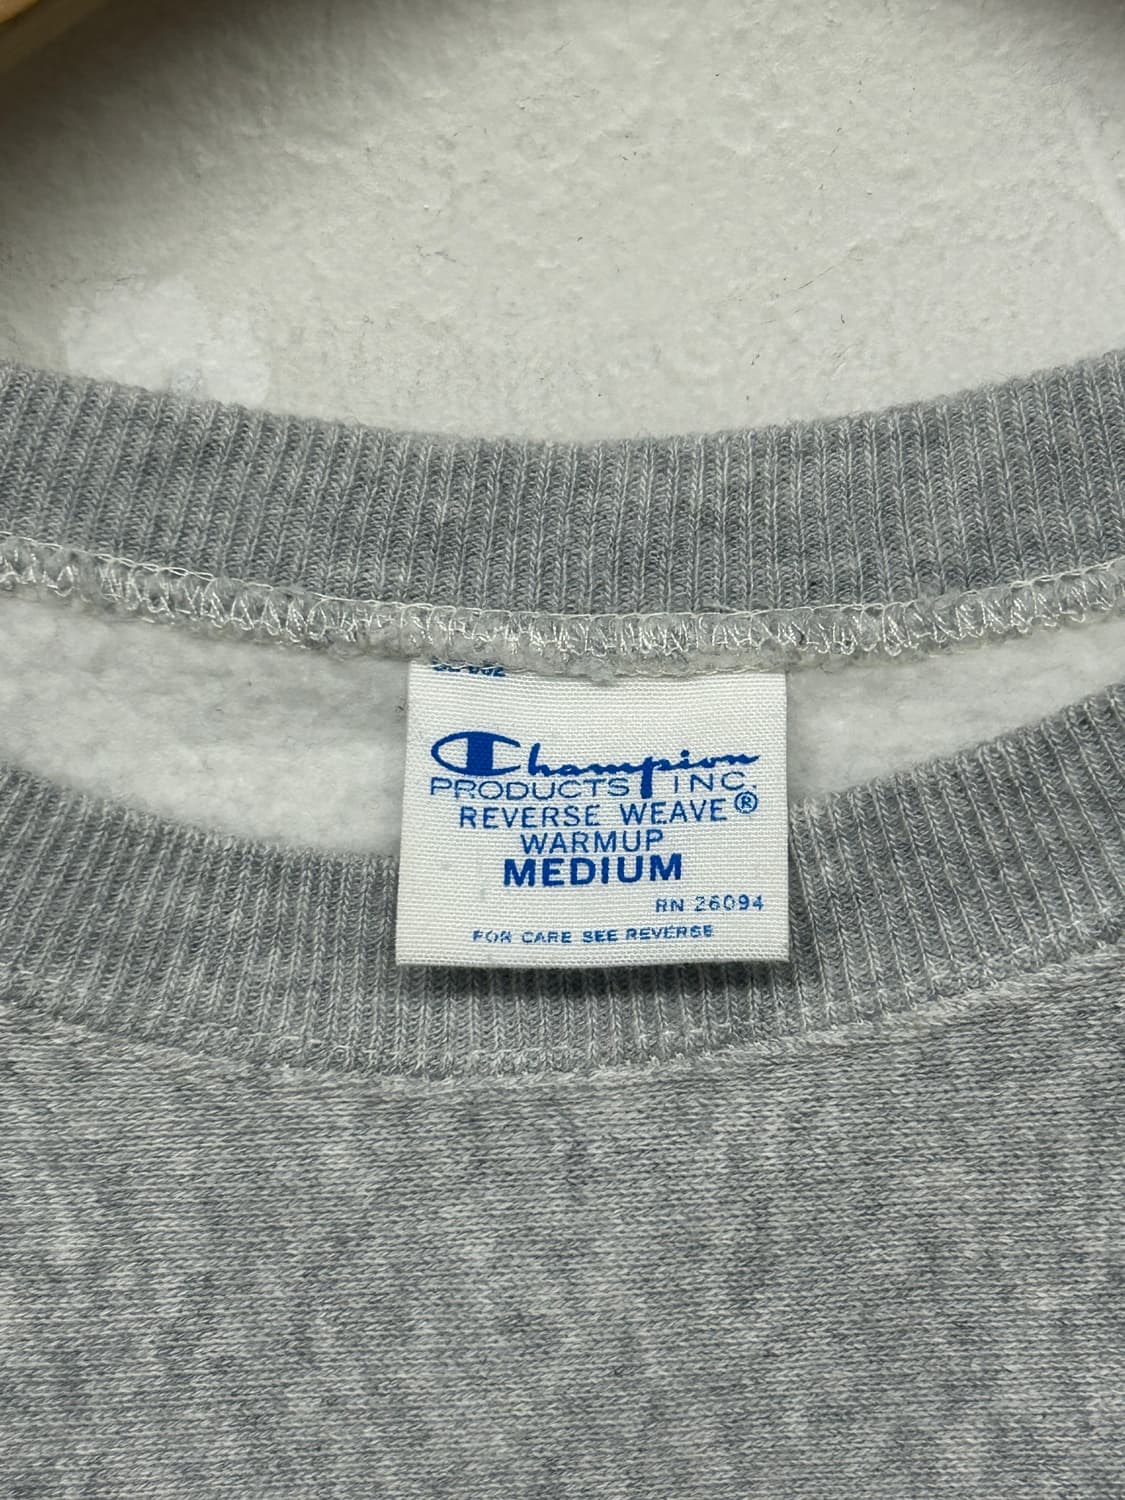 Champion
PRODUCTS INC.
REVERSE WEAVE®
WARMUP
MEDIUM
RN 26094
FOR CARE SEE REVERSE